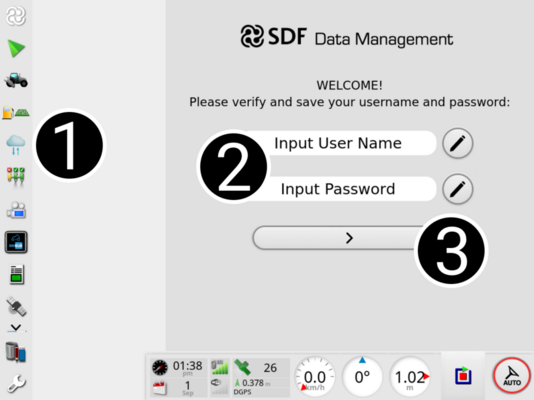 SDF Data Management
WELCOME!
Please verify and save your username and password:
1
Input User Name
2
Input Password
3
01:38
pm
26
1
Sep
0.378 m
DGPS
0.0
km/h
0°
1.02
m
AUTO